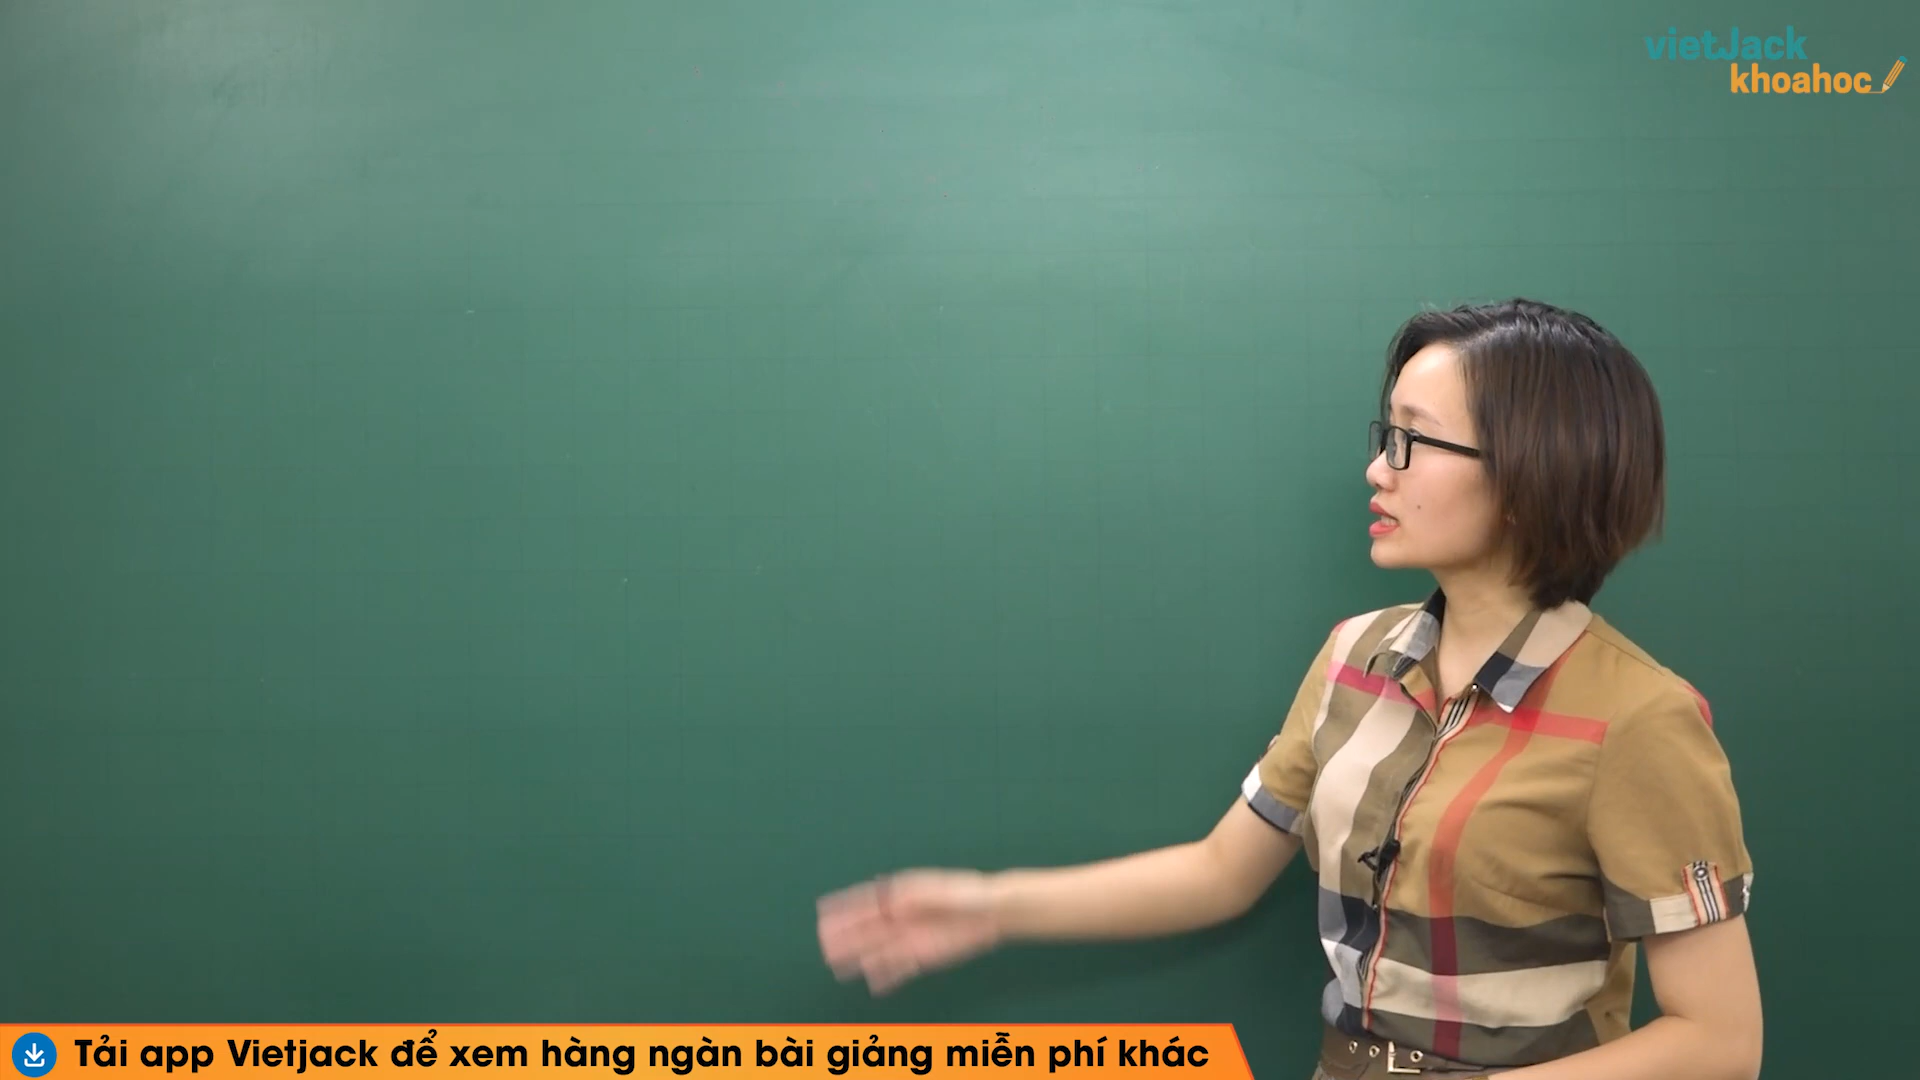 vietJack
khoahoc
Tải app Vietjack để xem hàng ngàn bài giảng miễn phí khác